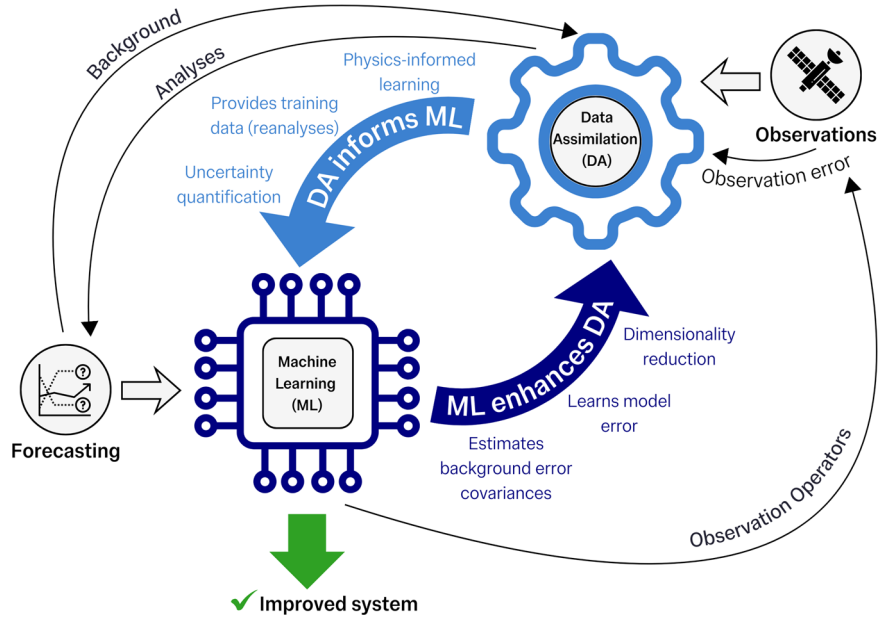 Background
Analyses
Physics-informed
learning
Provides training
data (reanalyses)
Uncertainty
quantification
DA informs ML
Data
Assimilation
(DA)
Observations
Observation error
Machine
Learning
(ML)
Forecasting
?
?
ML enhances DA
Dimensionality
reduction
Learns model
error
Estimates
background error
covariances
Observation Operators
Improved system